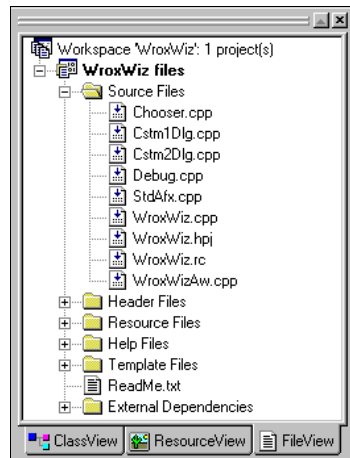 Workspace 'WroxWiz': 1 project(s)
WroxWiz files
Source Files
Chooser.cpp
Cstm1Dlg.cpp
Cstm2Dlg.cpp
Debug.cpp
StdAfx.cpp
WroxWiz.cpp
WroxWiz.hpj
WroxWiz.rc
WroxWizAw.cpp
Header Files
Resource Files
Help Files
Template Files
ReadMe.txt
External Dependencies
ClassView ResourceView FileView